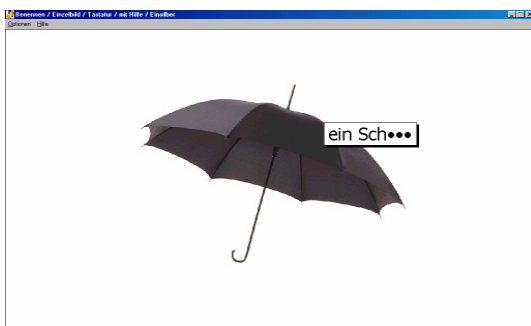 Benennen / Einzelbild / Tastatur / mit Hilfe / Einsilber
Optionen Hilfe
ein Sch•••